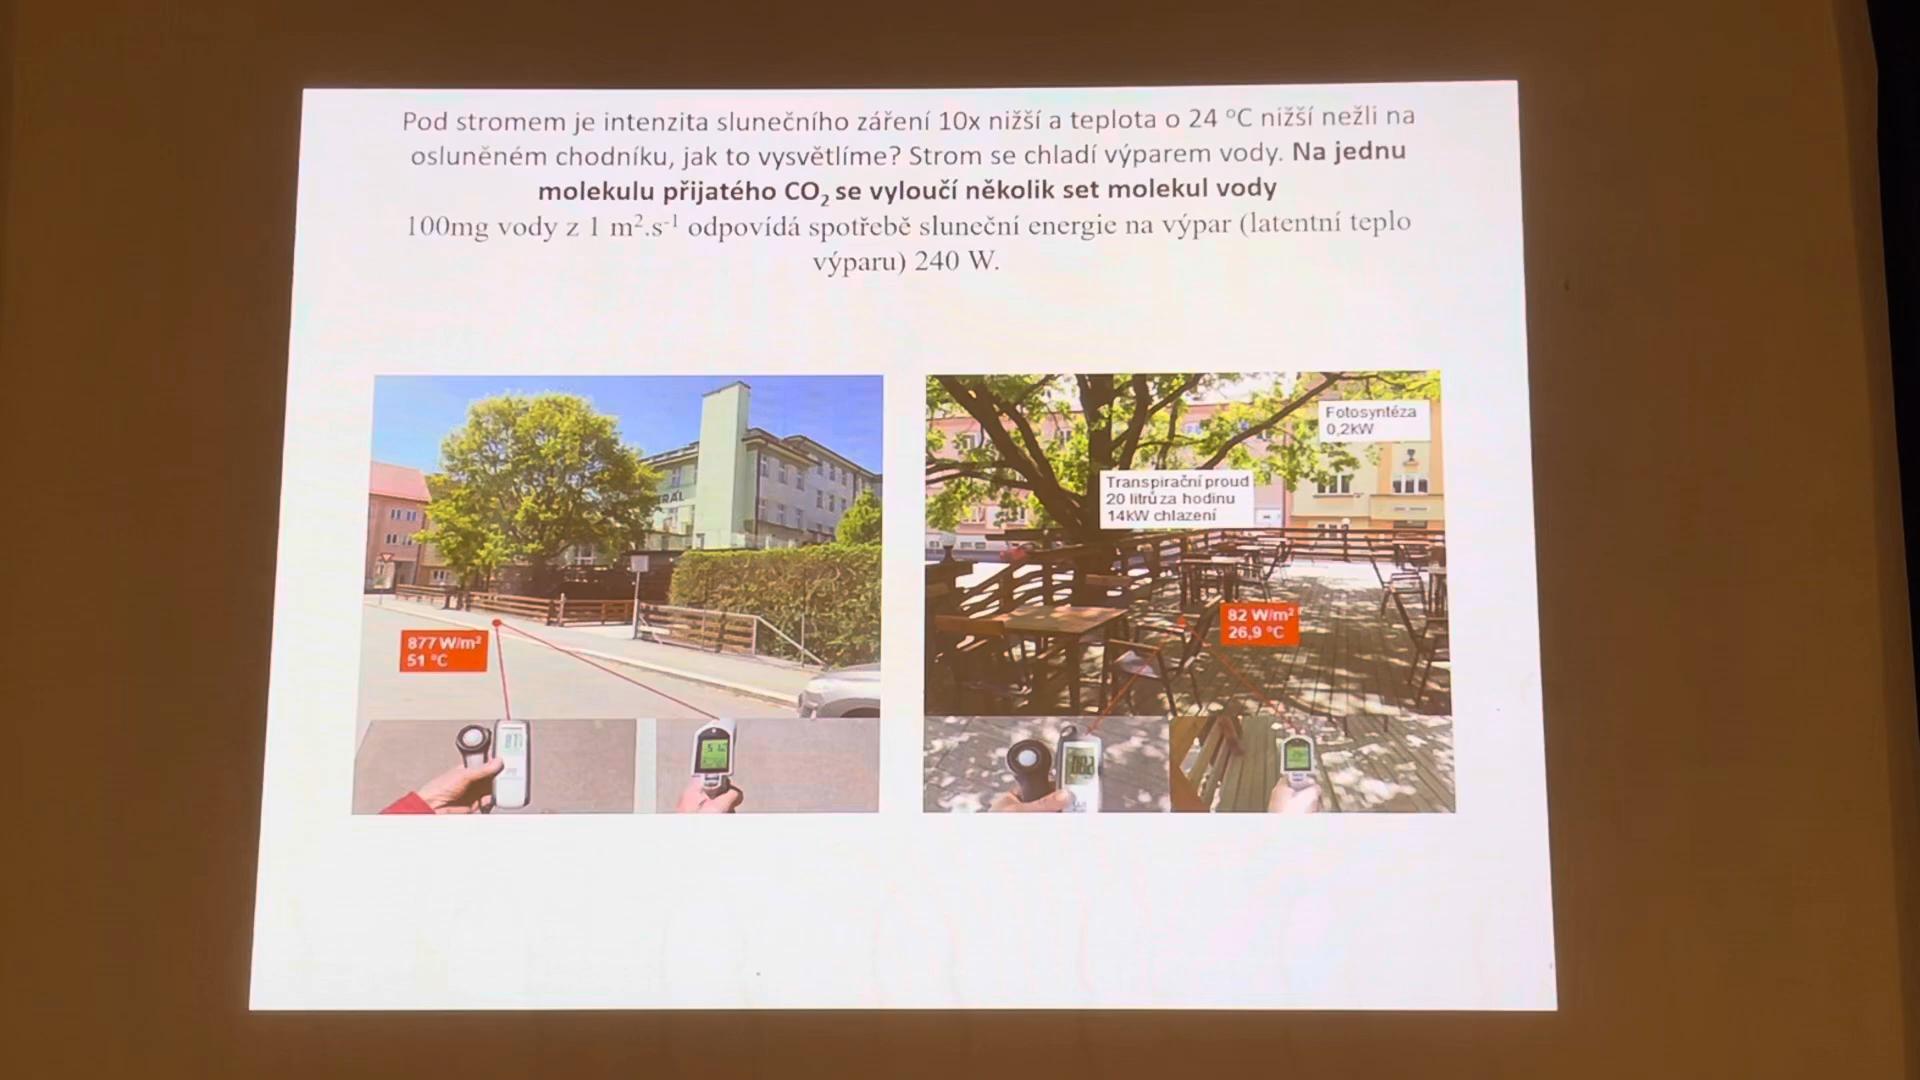 Pod stromem je intenzita slunečního záření 10x nižší a teplota o 24 °C nižší nežli na
osluněném chodníku, jak to vysvětlíme? Strom se chladí výparem vody. Na jednu
molekulu přijatého CO₂ se vyloučí několik set molekul vody
100mg vody z 1 m².s⁻¹ odpovídá spotřebě sluneční energie na výpar (latentní teplo
výparu) 240 W.
877 W/m²
51 °C
Fotosyntéza
0,2kW
Transpirační proud
20 litrů za hodinu
14kW chlazení
82 W/m²
26,9 °C